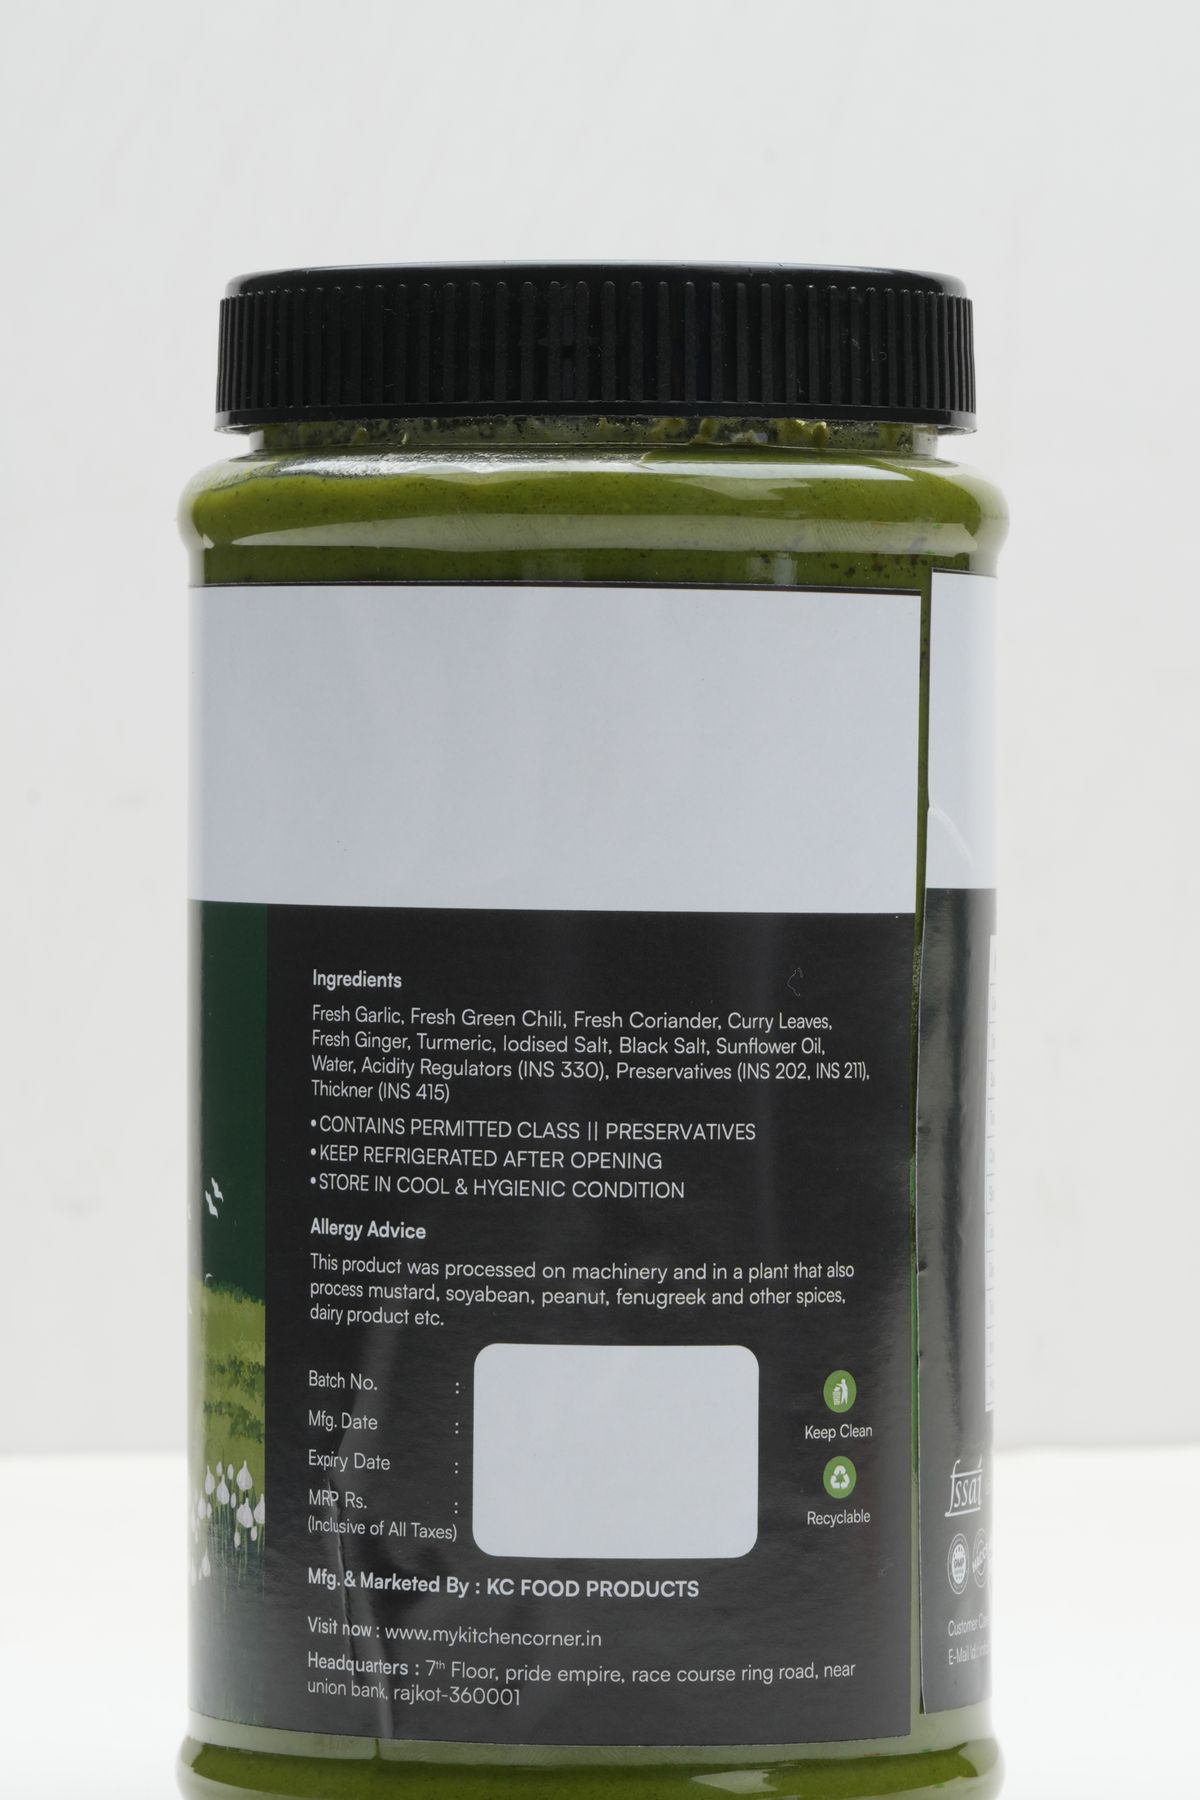 Ingredients
Fresh Garlic, Fresh Green Chili, Fresh Coriander, Curry Leaves,
Fresh Ginger, Turmeric, Iodised Salt, Black Salt, Sunflower Oil,
Water, Acidity Regulators (INS 330), Preservatives (INS 202, INS 211),
Thickner (INS 415)
•CONTAINS PERMITTED CLASS || PRESERVATIVES
•KEEP REFRIGERATED AFTER OPENING
•STORE IN COOL & HYGIENIC CONDITION
Allergy Advice
This product was processed on machinery and in a plant that also
process mustard, soyabean, peanut, fenugreek and other spices,
dairy product etc.
Batch No. :
Mfg. Date :
Expiry Date :
MRP Rs. :
(Inclusive of All Taxes)
Keep Clean
Recyclable
Mfg. & Marketed By : KC FOOD PRODUCTS
Visit now : www.mykitchencorner.in
Headquarters : 7th Floor, pride empire, race course ring road, near
union bank, rajkot-360001
fssai
Customer
E-Mail Id: